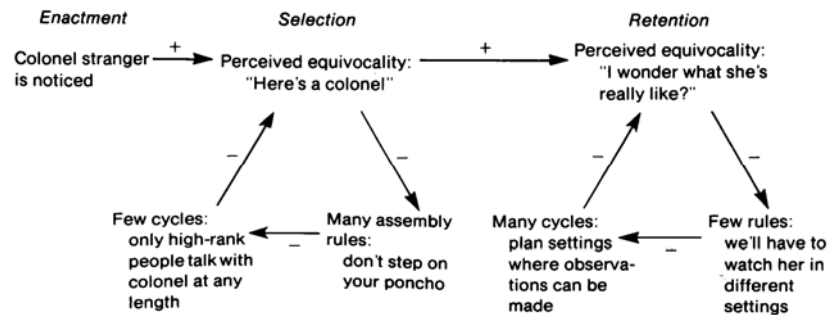 Enactment
Selection
Retention
Colonel stranger
is noticed
+
Perceived equivocality:
"Here's a colonel"
+
Perceived equivocality:
"I wonder what she's
really like?"
–
–
–
–
Few cycles:
only high-rank
people talk with
colonel at any
length
–
Many assembly
rules:
don't step on
your poncho
Many cycles:
plan settings
where observa-
tions can be
made
–
Few rules:
we'll have to
watch her in
different
settings